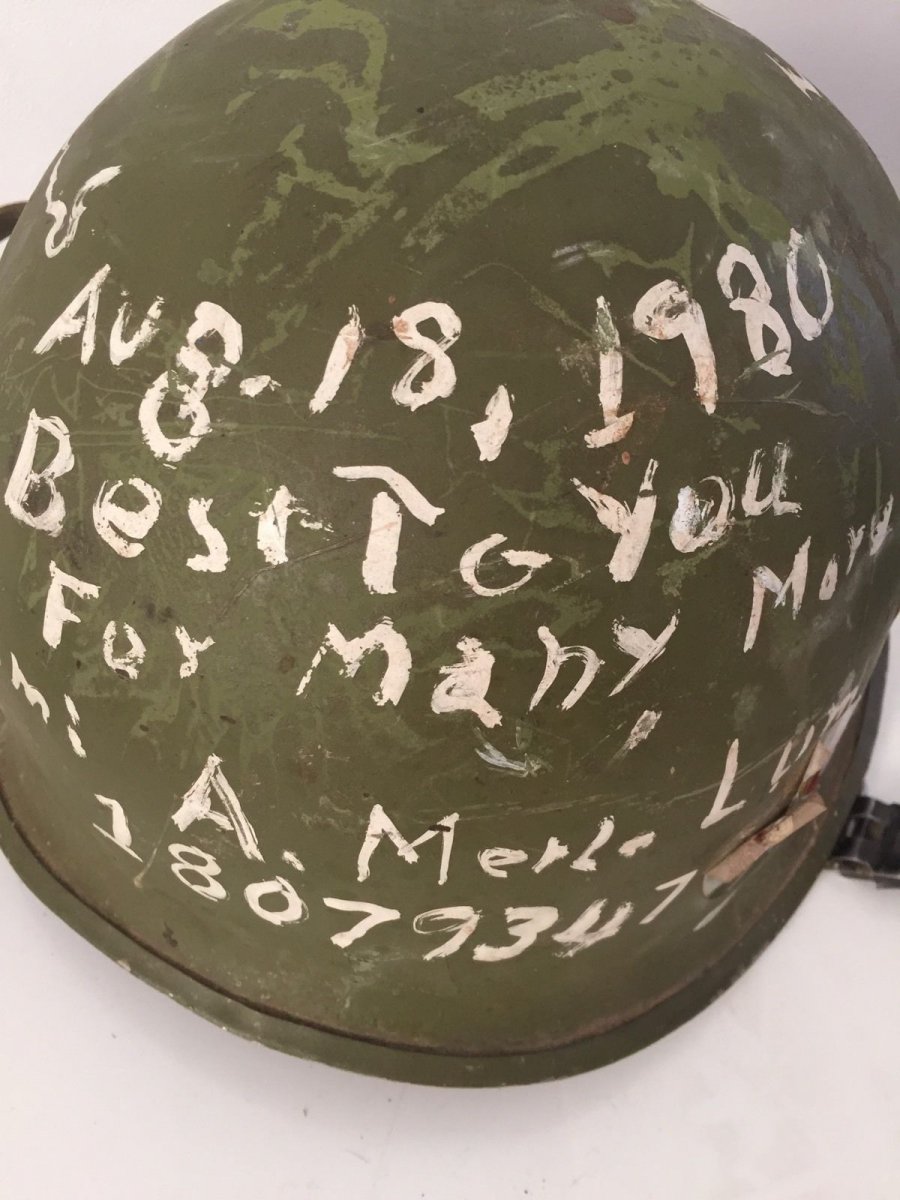 Aug-18, 1980
Best To You
For Many More
A. Merle
18079347